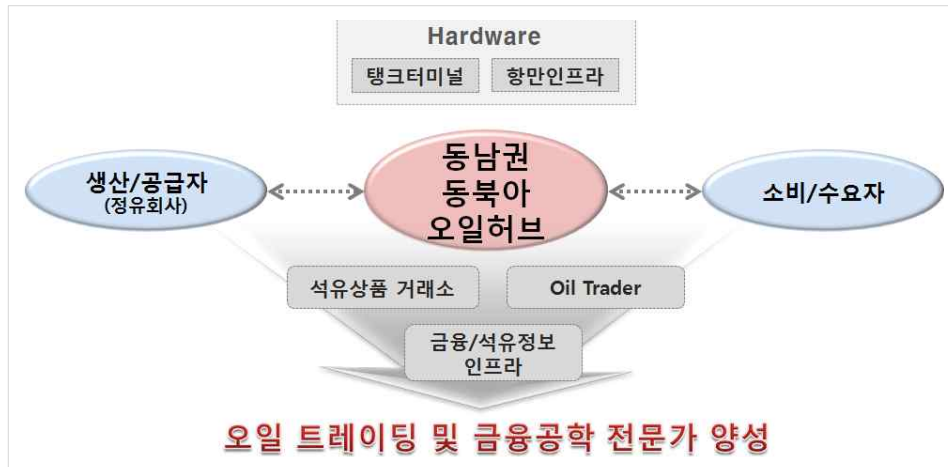 Hardware
탱크터미널
항만인프라
생산/공급자
(정유회사)
동남권
동북아
오일허브
소비/수요자
석유상품 거래소
Oil Trader
금융/석유정보
인프라
오일 트레이딩 및 금융공학 전문가 양성